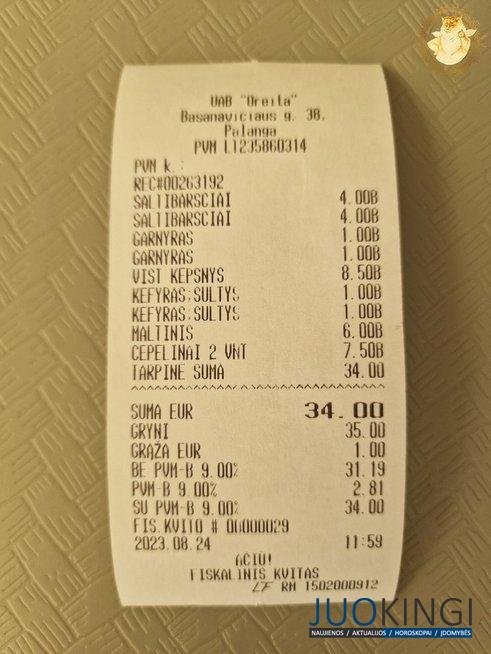 UAB "Oreita"
Basanaviciaus g. 38,
Palanga
PVM LT235860314
PVM k.:
REC#00263192
SALTIBARSCIAI 4.00B
SALTIBARSCIAI 4.00B
GARNYRAS 1.00B
GARNYRAS 1.00B
VIST KEPSNYS 8.50B
KEFYRAS;SULTYS 1.00B
KEFYRAS;SULTYS 1.00B
MALTINIS 6.00B
CEPELINAI 2 VNT 7.50B
TARPINE SUMA 34.00
SUMA EUR 34.00
GRYNI 35.00
GRĄŽA EUR 1.00
BE PVM-B 9.00% 31.19
PVM-B 9.00% 2.81
SU PVM-B 9.00% 34.00
FIS.KVITO # 00000029
2023.08.24 11:59
AČIU!
FISKALINIS KVITAS
LF RM 1502000912
JUOKINGI
NAUJIENOS / AKTUALIJOS / HOROSKOPAI / ĮDOMYBĖS